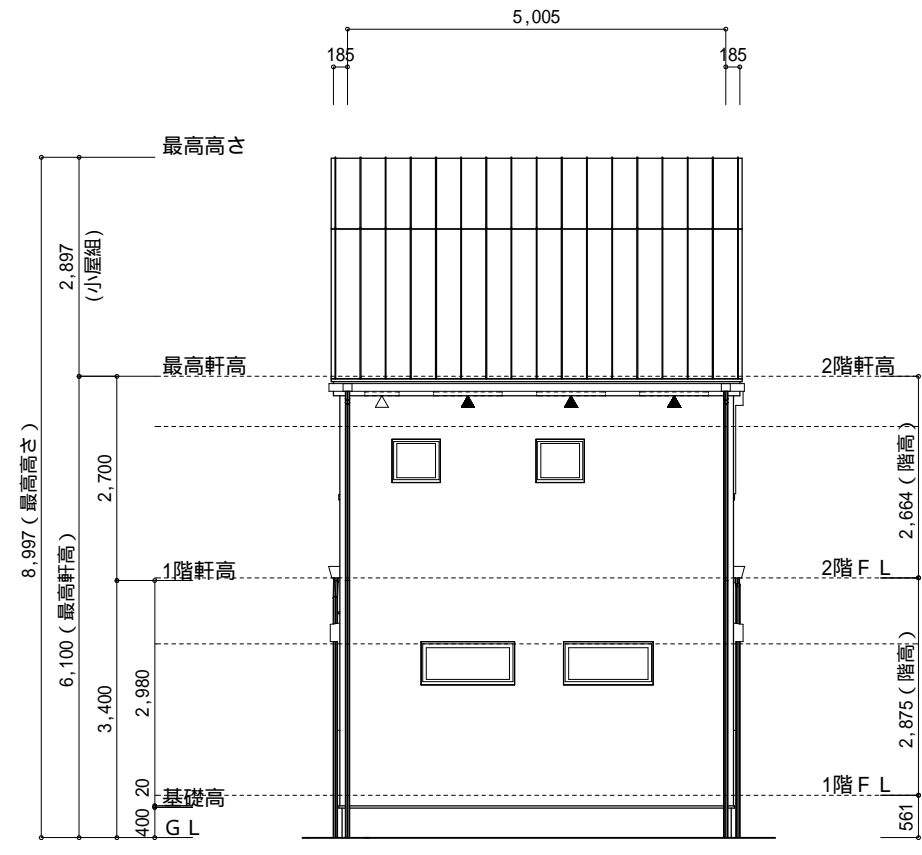 5,005
185
185
最高高さ
2,897
(小屋組)
最高軒高
2階軒高
8,997(最高高さ)
6,100(最高軒高)
2,700
2,664(階高)
1階軒高
2階FL
3,400
2,980
2,875(階高)
20
基礎高
1階FL
400
GL
561